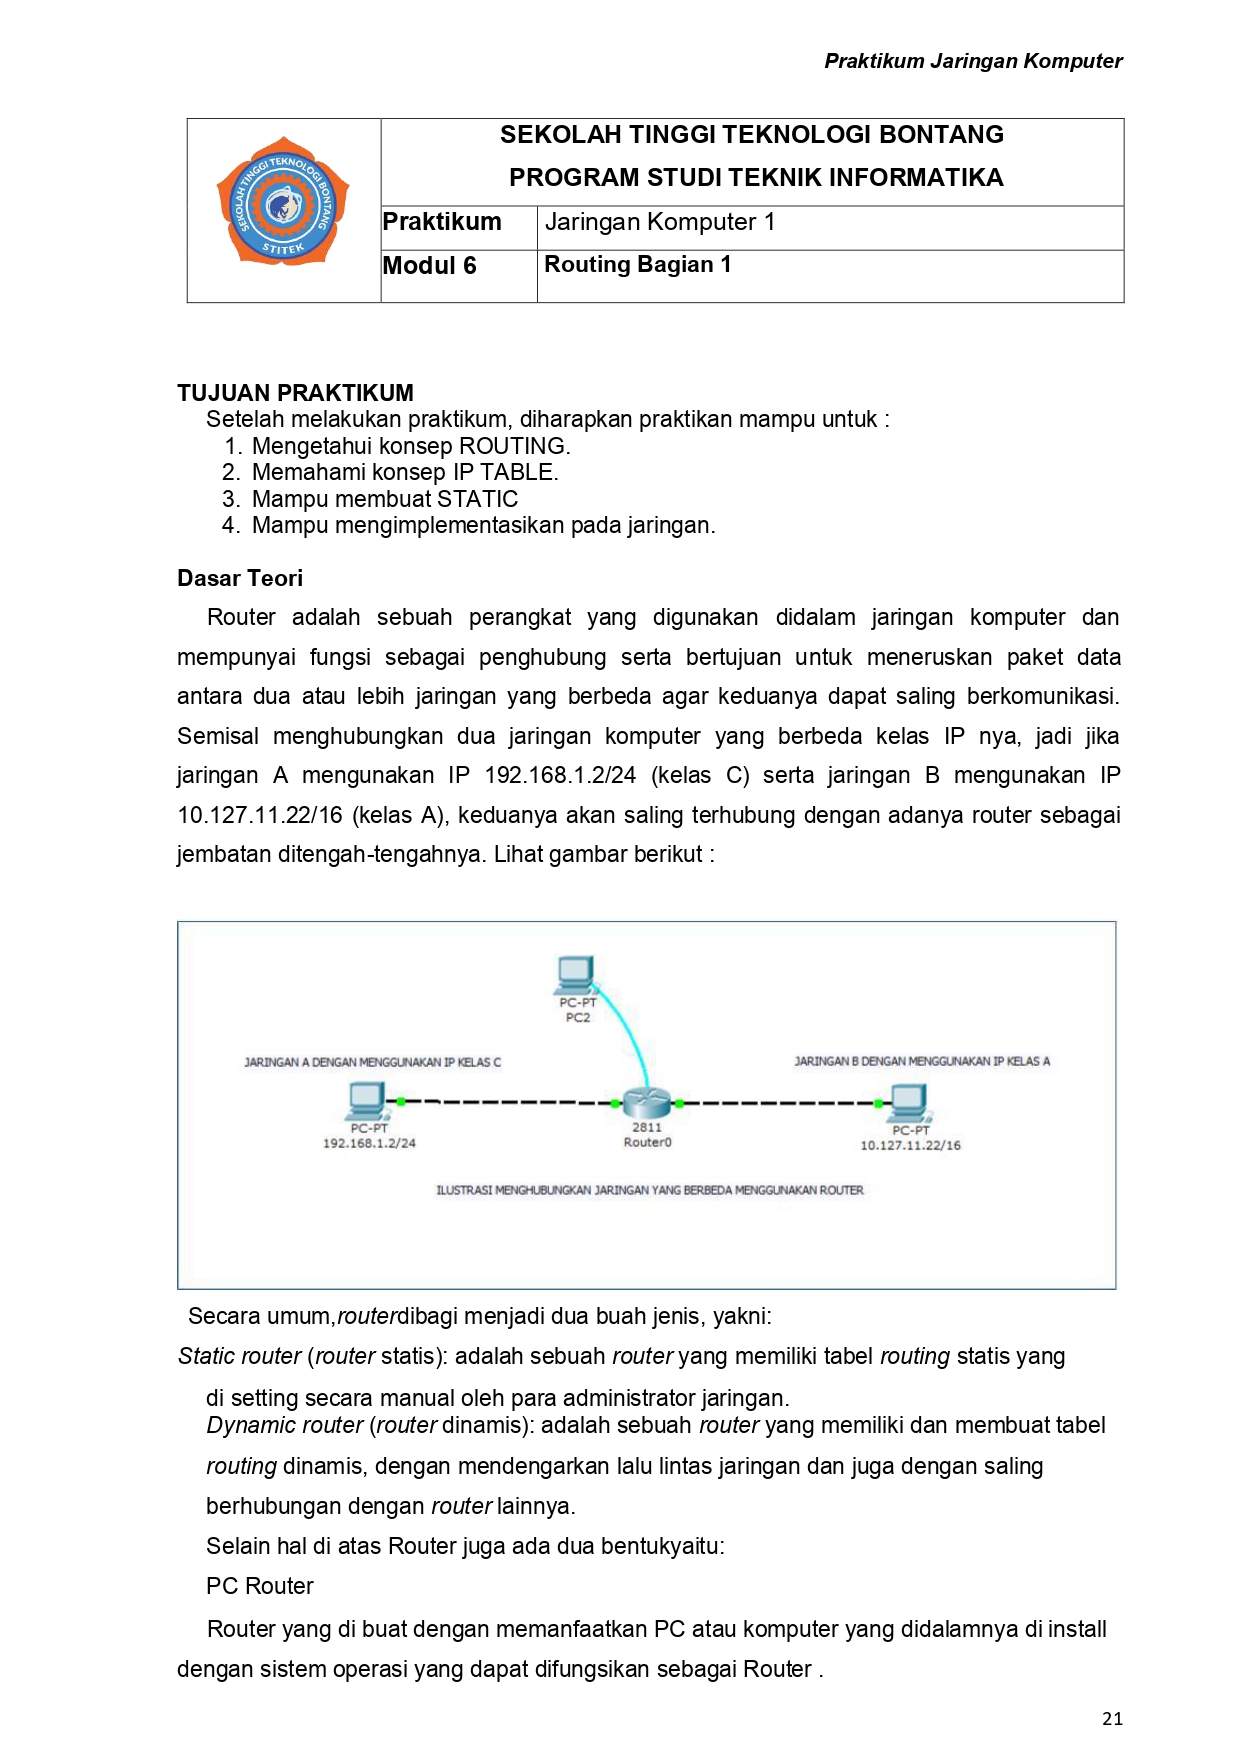 Praktikum Jaringan Komputer
SEKOLAH TINGGI TEKNOLOGI BONTANG
STITEK
SEKOLAH TINGGI TEKNOLOGI BONTANG
PROGRAM STUDI TEKNIK INFORMATIKA
Praktikum Jaringan Komputer 1
Modul 6 Routing Bagian 1
TUJUAN PRAKTIKUM
Setelah melakukan praktikum, diharapkan praktikan mampu untuk :
1. Mengetahui konsep ROUTING.
2. Memahami konsep IP TABLE.
3. Mampu membuat STATIC
4. Mampu mengimplementasikan pada jaringan.
Dasar Teori
Router adalah sebuah perangkat yang digunakan didalam jaringan komputer dan
mempunyai fungsi sebagai penghubung serta bertujuan untuk meneruskan paket data
antara dua atau lebih jaringan yang berbeda agar keduanya dapat saling berkomunikasi.
Semisal menghubungkan dua jaringan komputer yang berbeda kelas IP nya, jadi jika
jaringan A mengunakan IP 192.168.1.2/24 (kelas C) serta jaringan B mengunakan IP
10.127.11.22/16 (kelas A), keduanya akan saling terhubung dengan adanya router sebagai
jembatan ditengah-tengahnya. Lihat gambar berikut :
PC-PT
PC2
JARINGAN A DENGAN MENGGUNAKAN IP KELAS C
JARINGAN B DENGAN MENGGUNAKAN IP KELAS A
PC-PT
192.168.1.2/24
2811
Router0
PC-PT
10.127.11.22/16
ILUSTRASI MENGHUBUNGKAN JARINGAN YANG BERBEDA MENGGUNAKAN ROUTER
Secara umum,routerdibagi menjadi dua buah jenis, yakni:
Static router (router statis): adalah sebuah router yang memiliki tabel routing statis yang
di setting secara manual oleh para administrator jaringan.
Dynamic router (router dinamis): adalah sebuah router yang memiliki dan membuat tabel
routing dinamis, dengan mendengarkan lalu lintas jaringan dan juga dengan saling
berhubungan dengan router lainnya.
Selain hal di atas Router juga ada dua bentukyaitu:
PC Router
Router yang di buat dengan memanfaatkan PC atau komputer yang didalamnya di install
dengan sistem operasi yang dapat difungsikan sebagai Router .
21